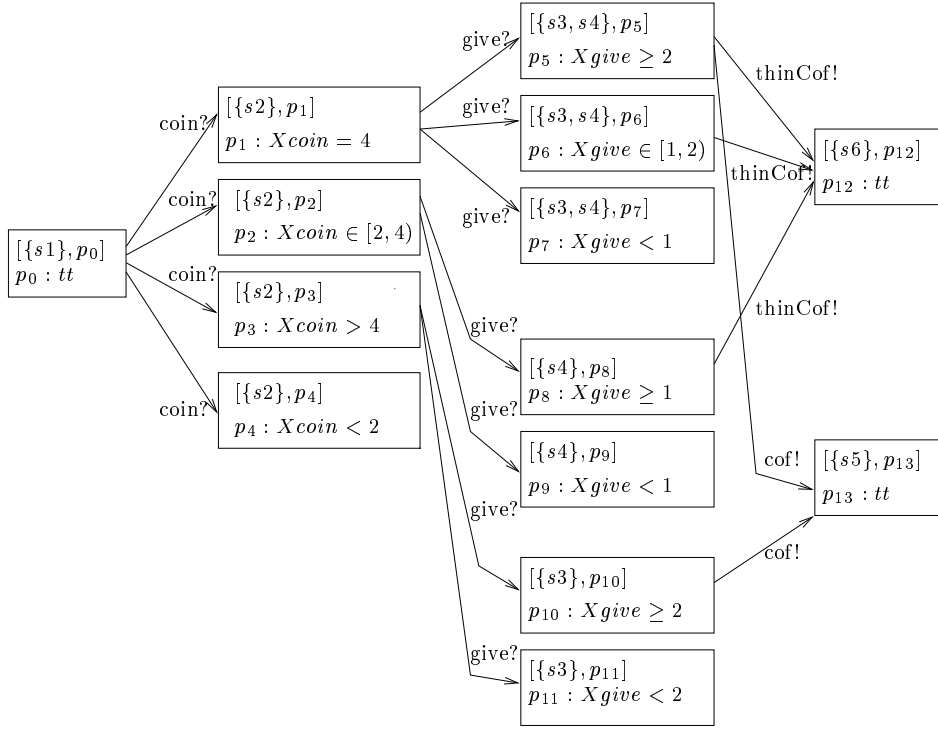 [{s1}, p₀]
p₀ : tt
coin?
coin?
coin?
coin?
[{s2}, p₁]
p₁ : Xcoin = 4
[{s2}, p₂]
p₂ : Xcoin ∈ [2, 4)
[{s2}, p₃]
p₃ : Xcoin > 4
[{s2}, p₄]
p₄ : Xcoin < 2
give?
give?
give?
give?
give?
give?
give?
[{s3, s4}, p₅]
p₅ : Xgive ≥ 2
[{s3, s4}, p₆]
p₆ : Xgive ∈ [1, 2)
[{s3, s4}, p₇]
p₇ : Xgive < 1
[{s4}, p₈]
p₈ : Xgive ≥ 1
[{s4}, p₉]
p₉ : Xgive < 1
[{s3}, p₁₀]
p₁₀ : Xgive ≥ 2
[{s3}, p₁₁]
p₁₁ : Xgive < 2
thinCof!
thinCof!
thinCof!
cof!
cof!
[{s6}, p₁₂]
p₁₂ : tt
[{s5}, p₁₃]
p₁₃ : tt